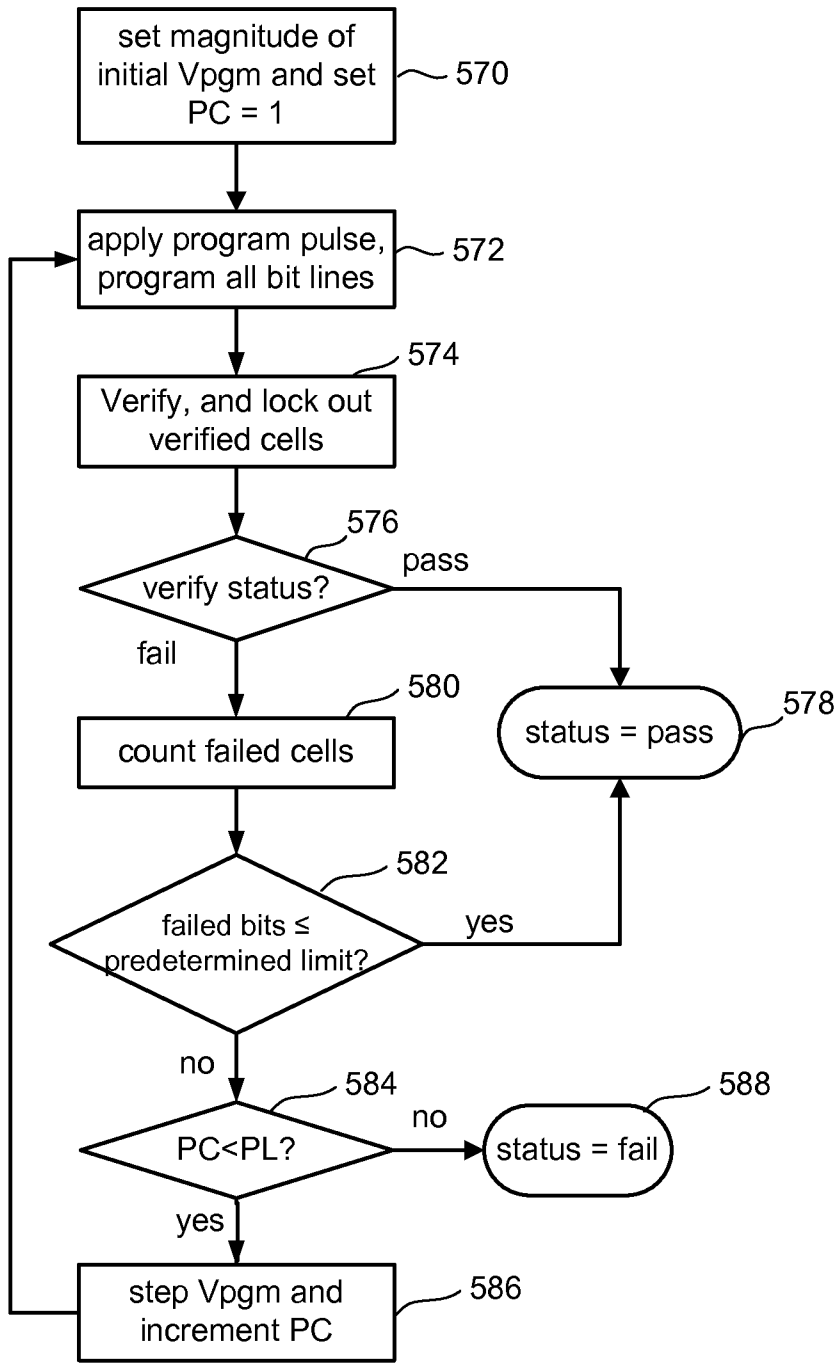 set magnitude of
initial Vpgm and set
PC = 1
570
apply program pulse,
program all bit lines
572
574
Verify, and lock out
verified cells
576
verify status?
pass
fail
580
578
count failed cells
status = pass
582
failed bits ≤
predetermined limit?
yes
no
584
588
PC<PL?
no
status = fail
yes
step Vpgm and
increment PC
586